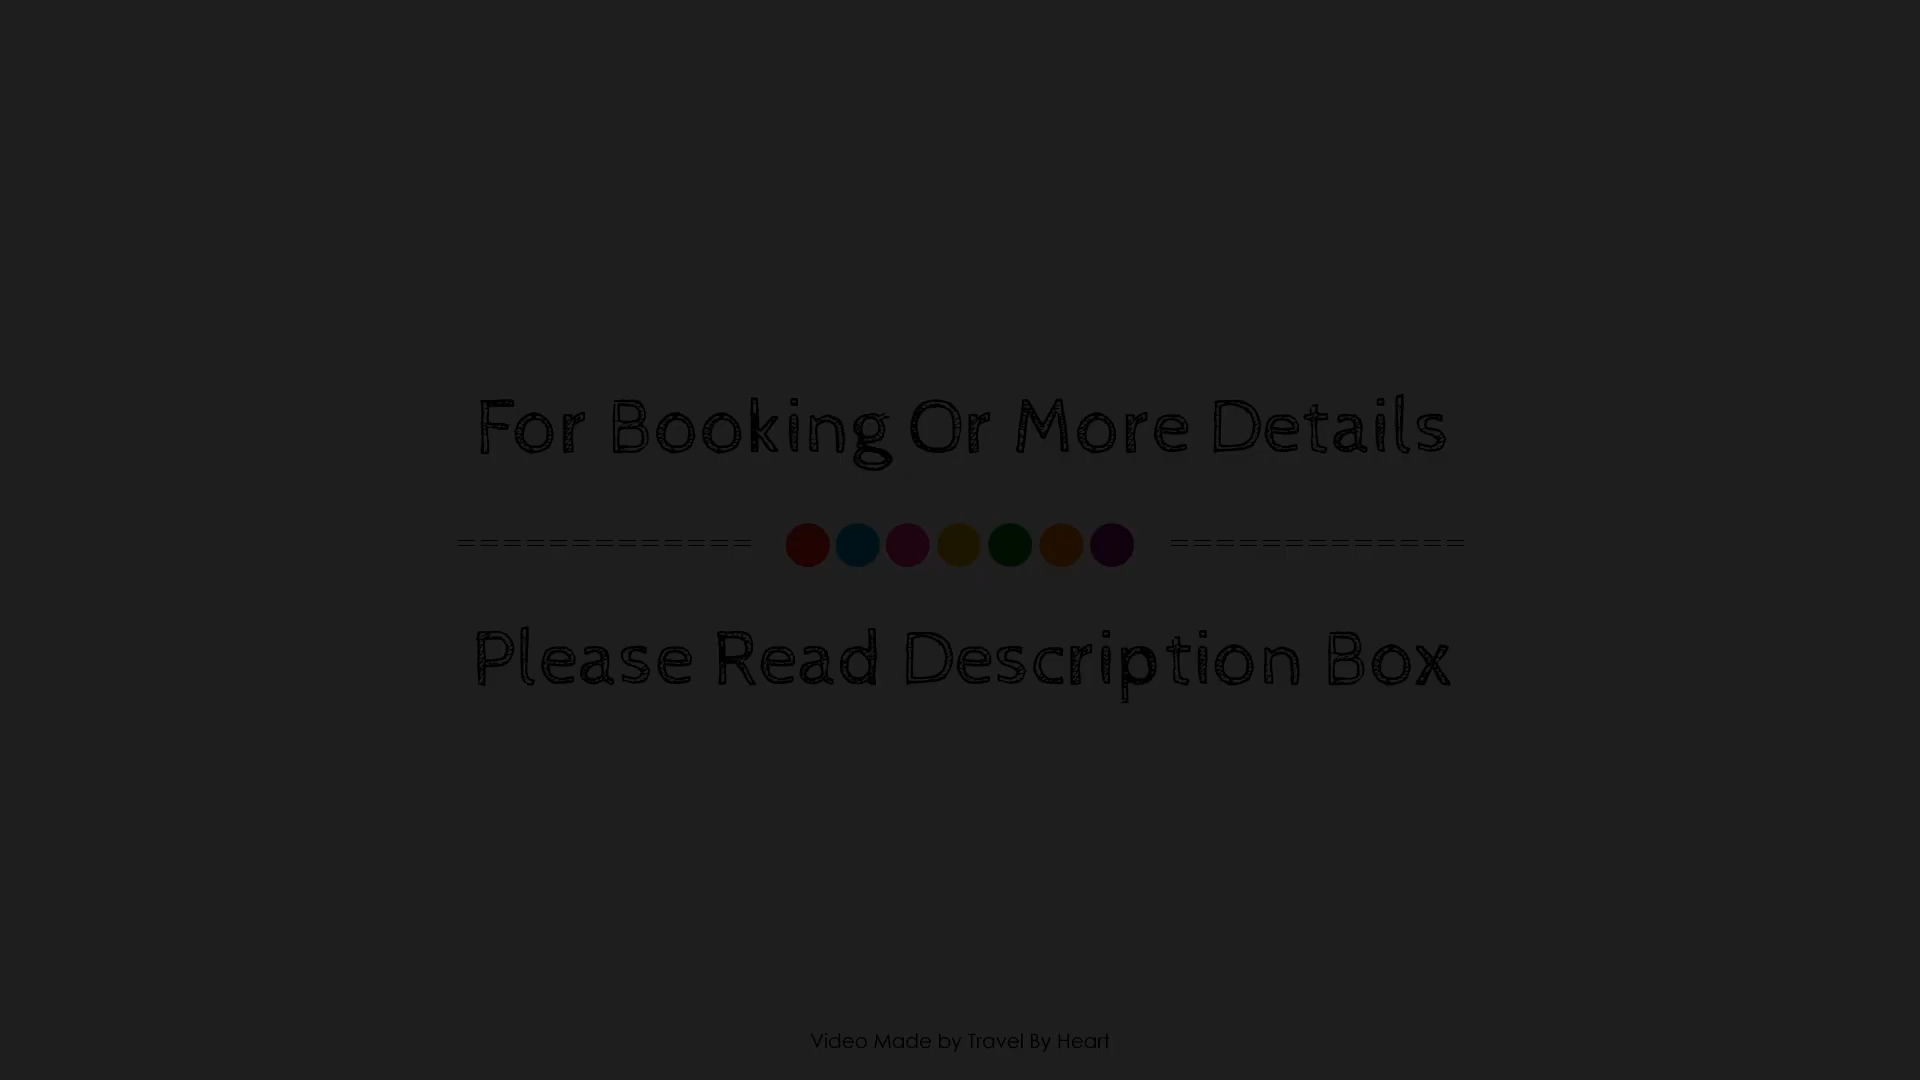 For Booking Or More Details
============= =============
Please Read Description Box
Video Made by Travel By Heart